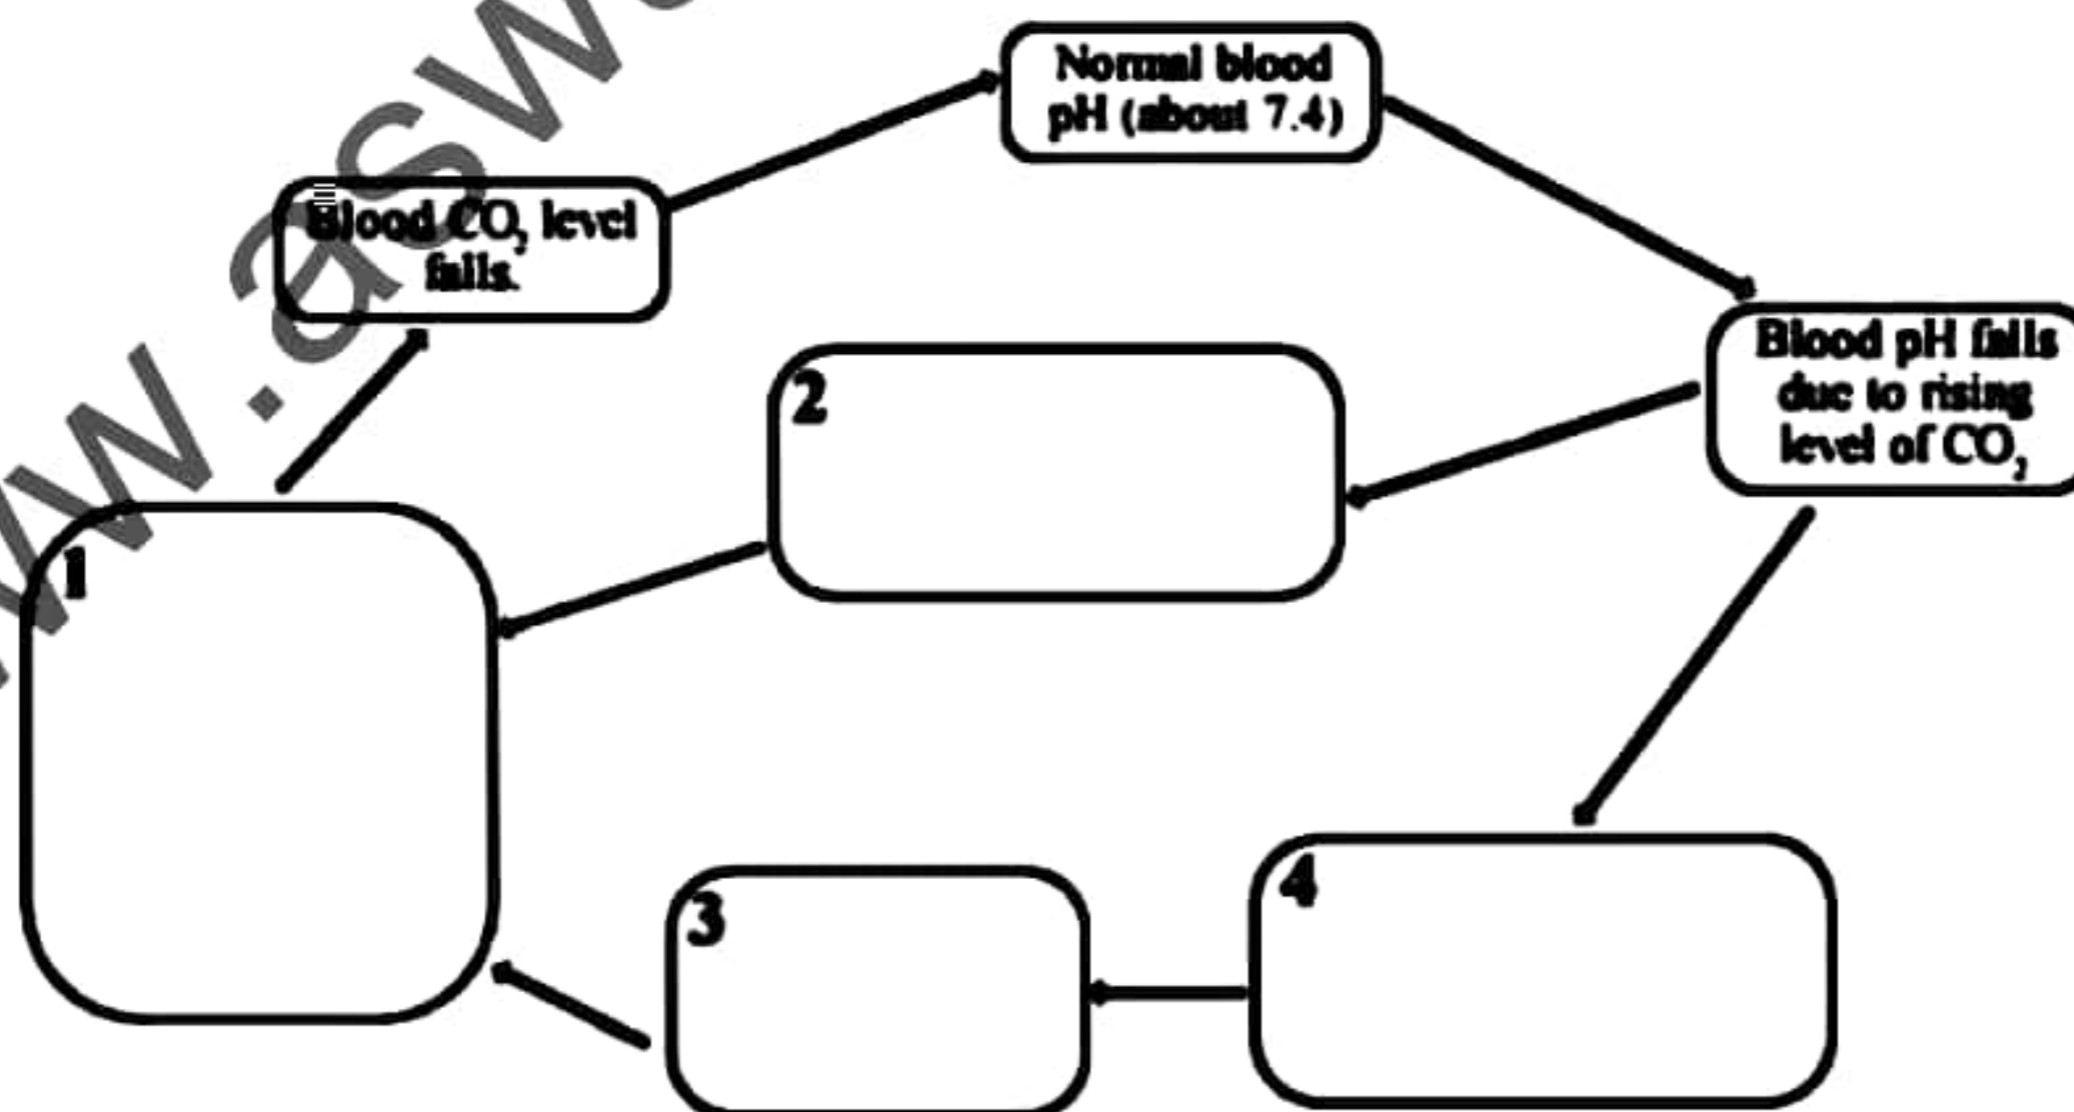 Normal blood
pH (about 7.4)
Blood CO₂ level
falls.
Blood pH falls
due to rising
level of CO₂
2
1
4
3